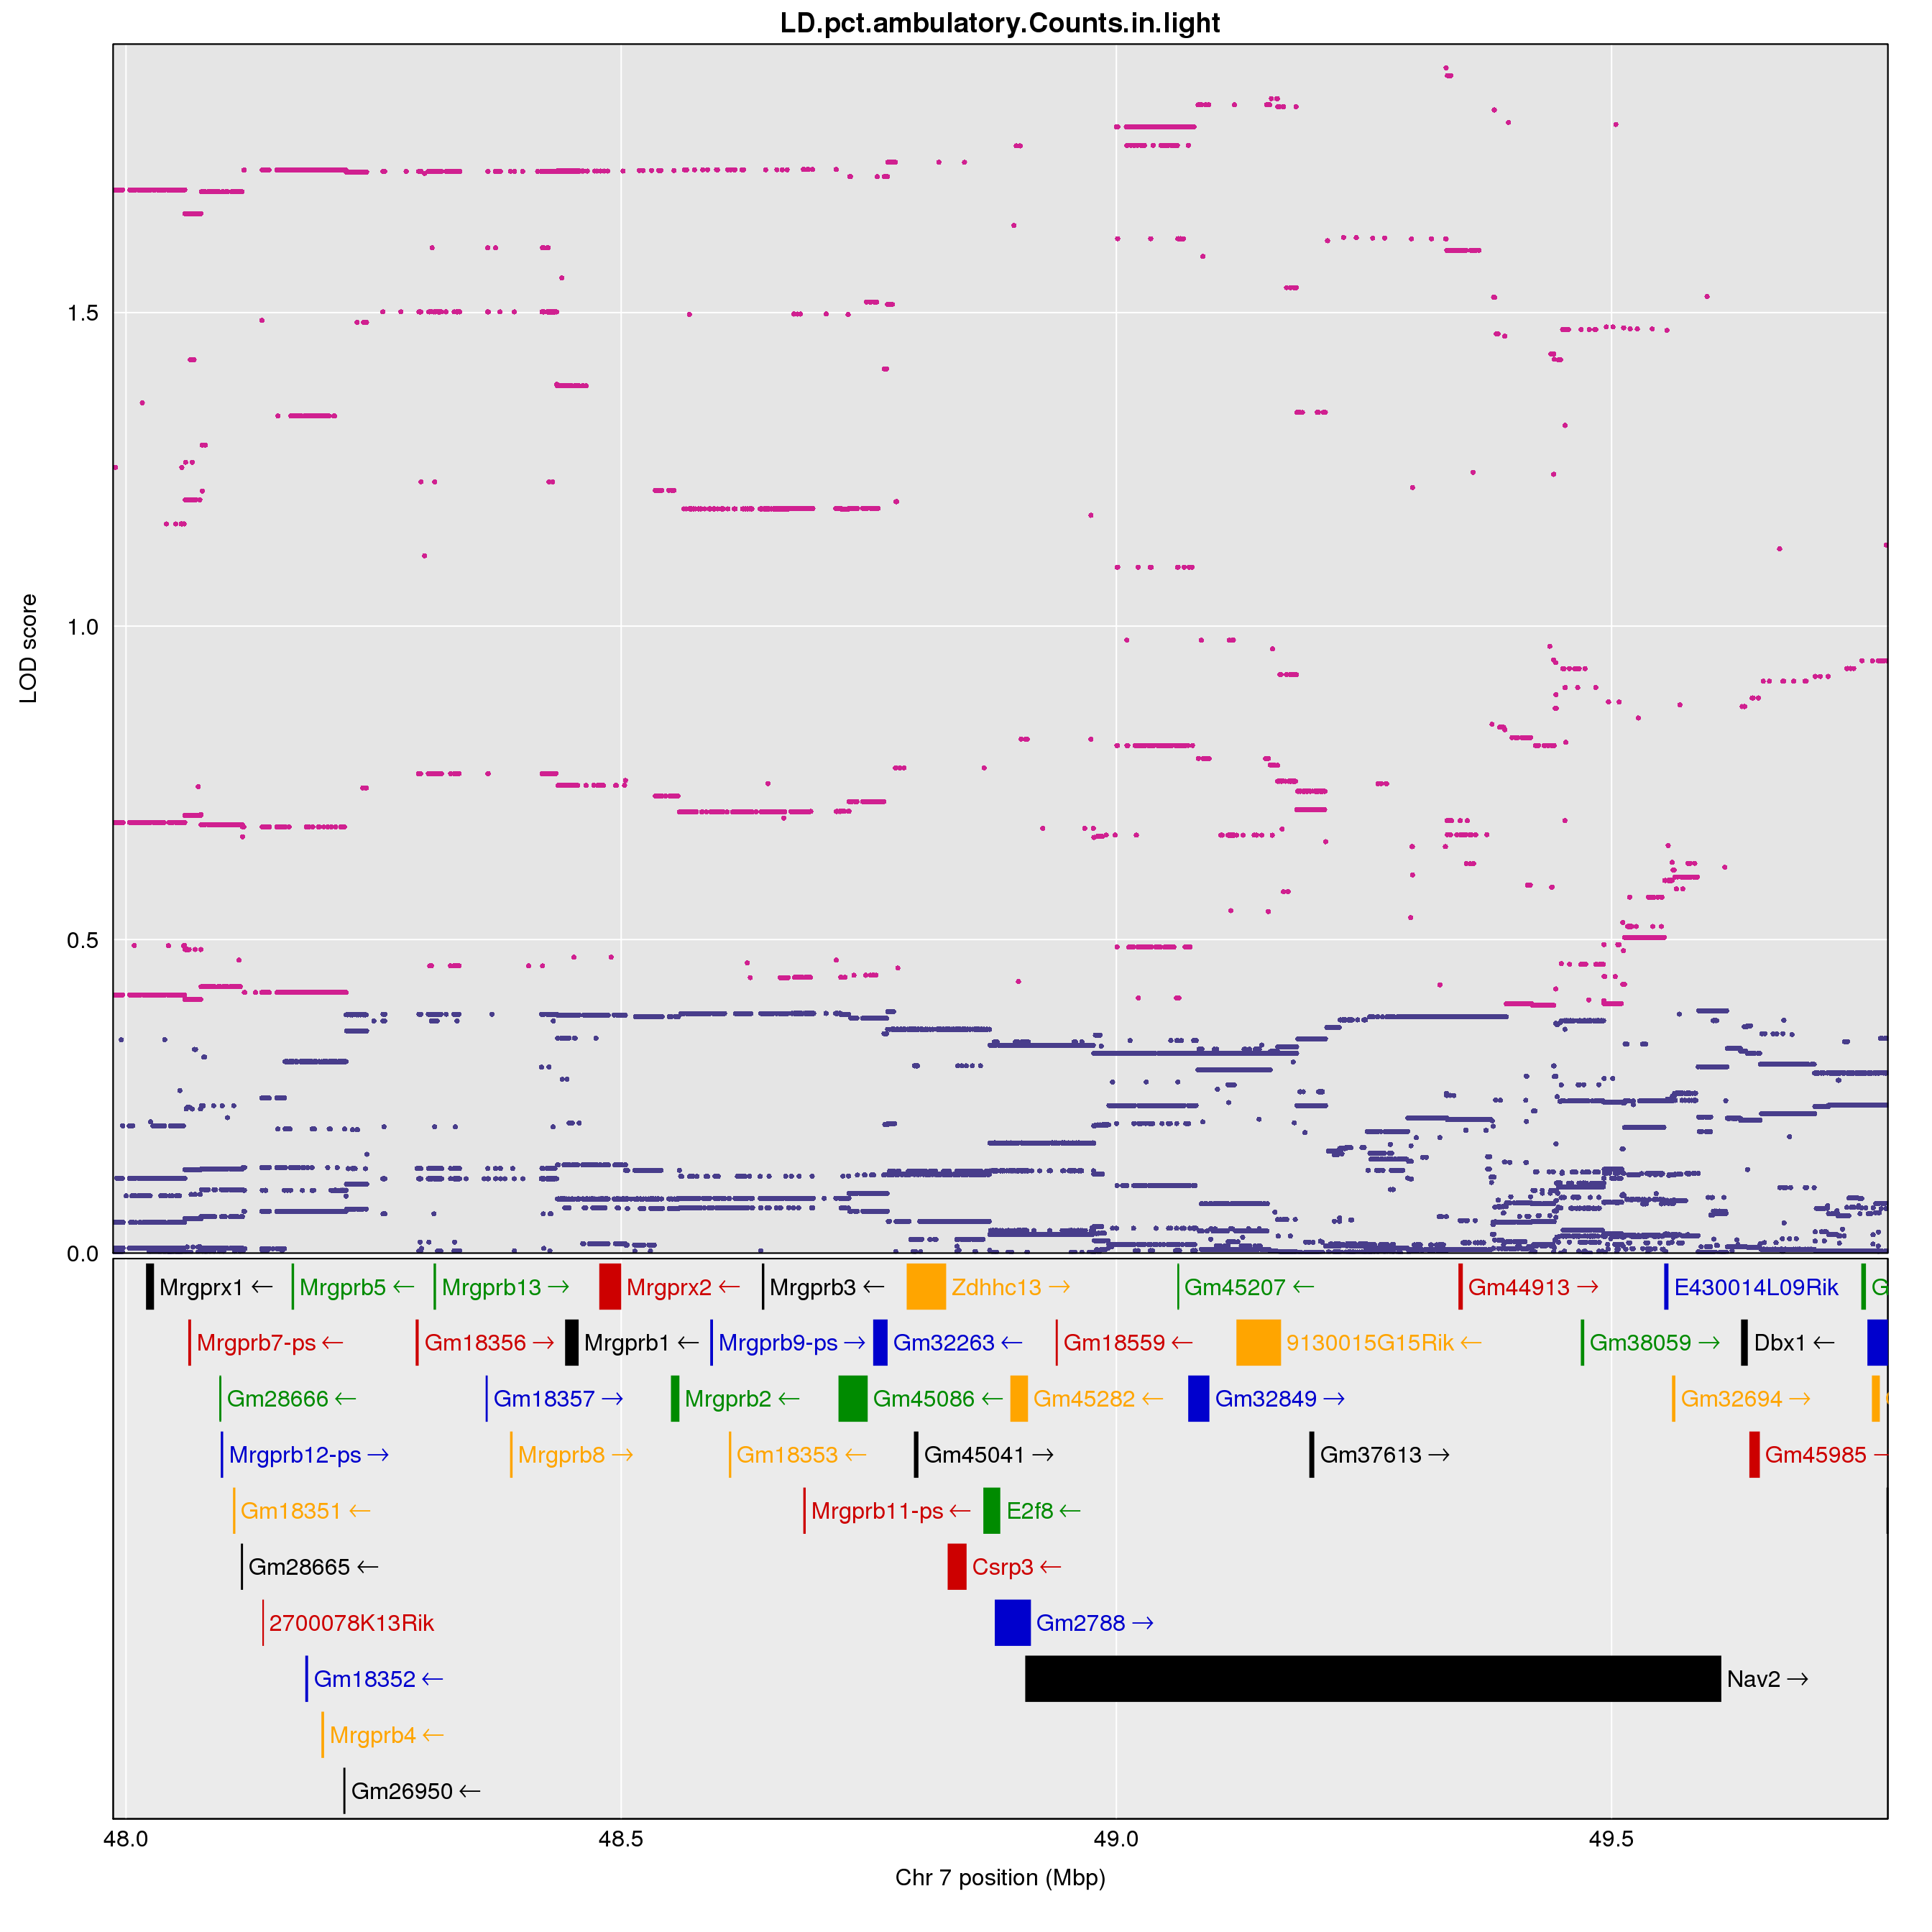 LD.pct.ambulatory.Counts.in.light
LOD score
1.5
1.0
0.5
0.0
Mrgprx1 ← Mrgprb5 ← Mrgprb13 → Mrgprx2 ← Mrgprb3 ← Zdhhc13 → Gm45207 ← Gm44913 → E430014L09Rik G
Mrgprb7-ps ← Gm18356 → Mrgprb1 ← Mrgprb9-ps → Gm32263 ← Gm18559 ← 9130015G15Rik ← Gm38059 → Dbx1 ←
Gm28666 ← Gm18357 → Mrgprb2 ← Gm45086 ← Gm45282 ← Gm32849 → Gm32694 →
Mrgprb12-ps → Mrgprb8 → Gm18353 ← Gm45041 → Gm37613 → Gm45985 →
Gm18351 ← Mrgprb11-ps ← E2f8 ←
Gm28665 ← Csrp3 ←
2700078K13Rik Gm2788 →
Gm18352 ← Nav2 →
Mrgprb4 ←
Gm26950 ←
48.0 48.5 49.0 49.5
Chr 7 position (Mbp)